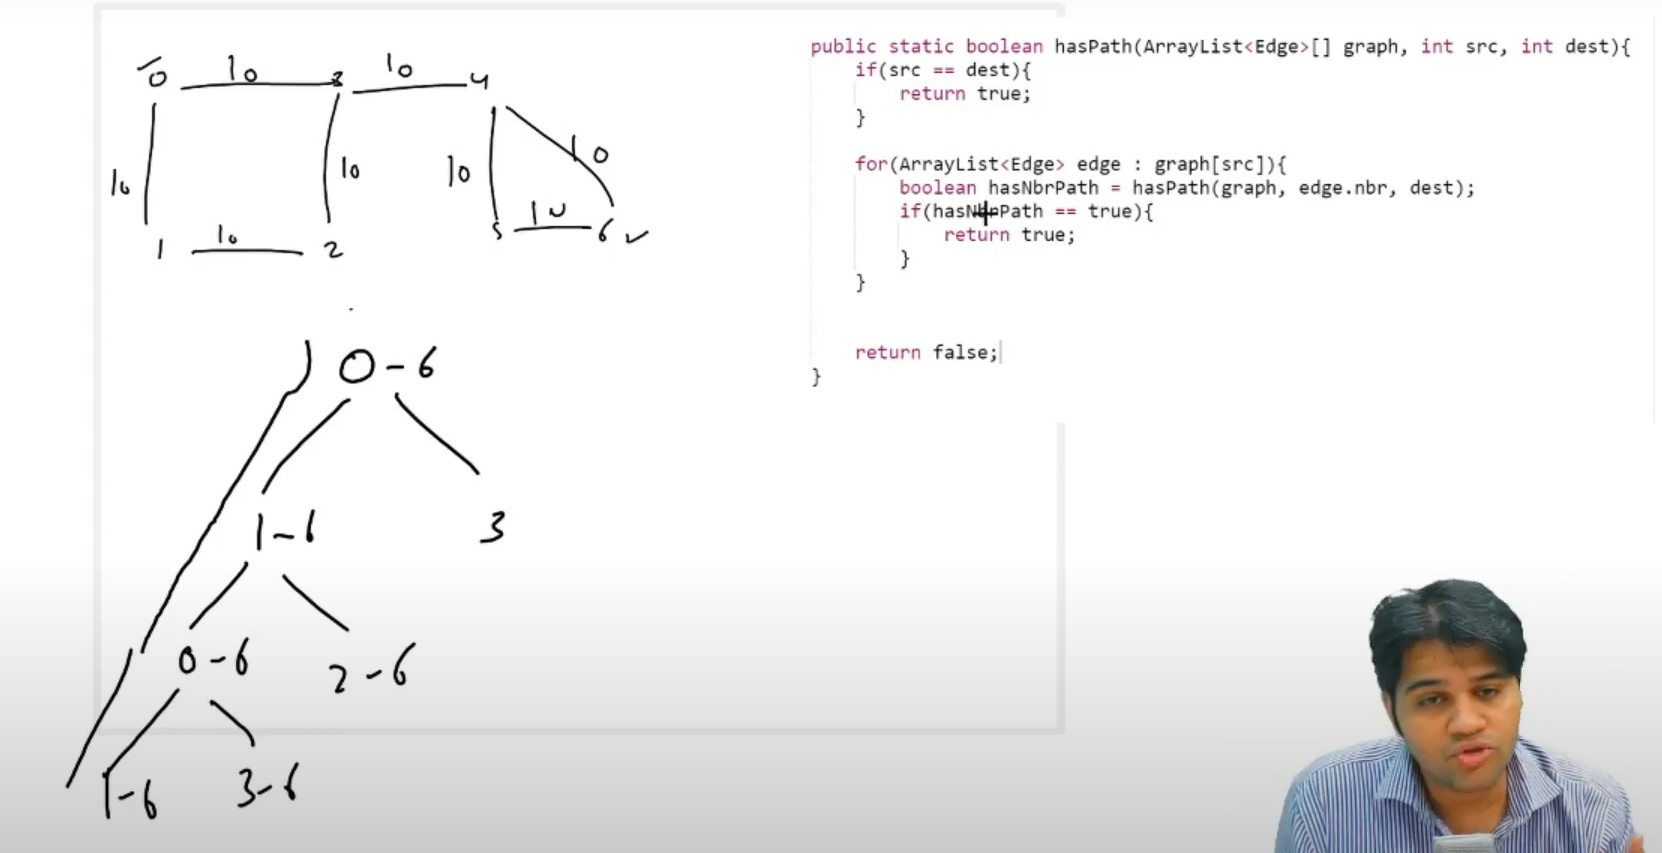 0 10 3 10 4
10 10 10 10
1 10 2 5 10 6
0-6
1-6 3
0-6 2-6
1-6 3-6
public static boolean hasPath(ArrayList<Edge>[] graph, int src, int dest){
if(src == dest){
return true;
}
for(ArrayList<Edge> edge : graph[src]){
boolean hasNbrPath = hasPath(graph, edge.nbr, dest);
if(hasNbrPath == true){
return true;
}
}
return false;
}